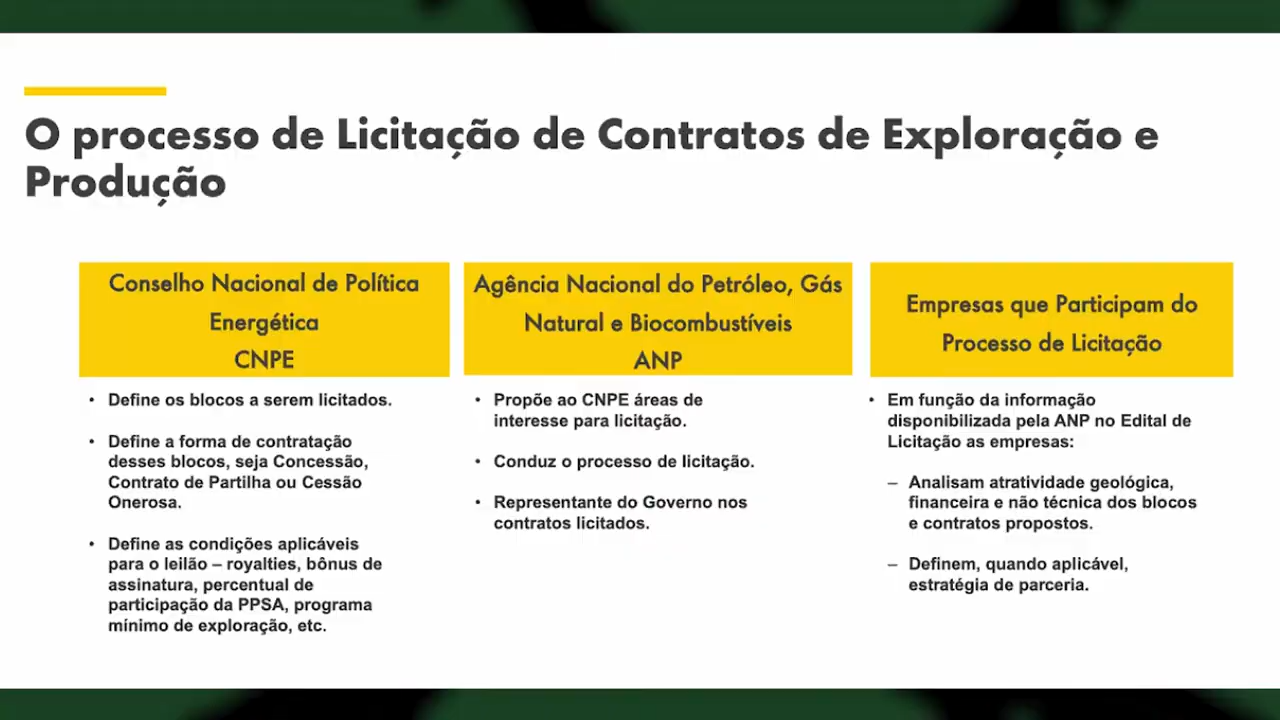 O processo de Licitação de Contratos de Exploração e
Produção
Conselho Nacional de Política
Energética
CNPE
• Define os blocos a serem licitados.
• Define a forma de contratação
desses blocos, seja Concessão,
Contrato de Partilha ou Cessão
Onerosa.
• Define as condições aplicáveis
para o leilão – royalties, bônus de
assinatura, percentual de
participação da PPSA, programa
mínimo de exploração, etc.
Agência Nacional do Petróleo, Gás
Natural e Biocombustíveis
ANP
• Propõe ao CNPE áreas de
interesse para licitação.
• Conduz o processo de licitação.
• Representante do Governo nos
contratos licitados.
Empresas que Participam do
Processo de Licitação
• Em função da informação
disponibilizada pela ANP no Edital de
Licitação as empresas:
– Analisam atratividade geológica,
financeira e não técnica dos blocos
e contratos propostos.
– Definem, quando aplicável,
estratégia de parceria.